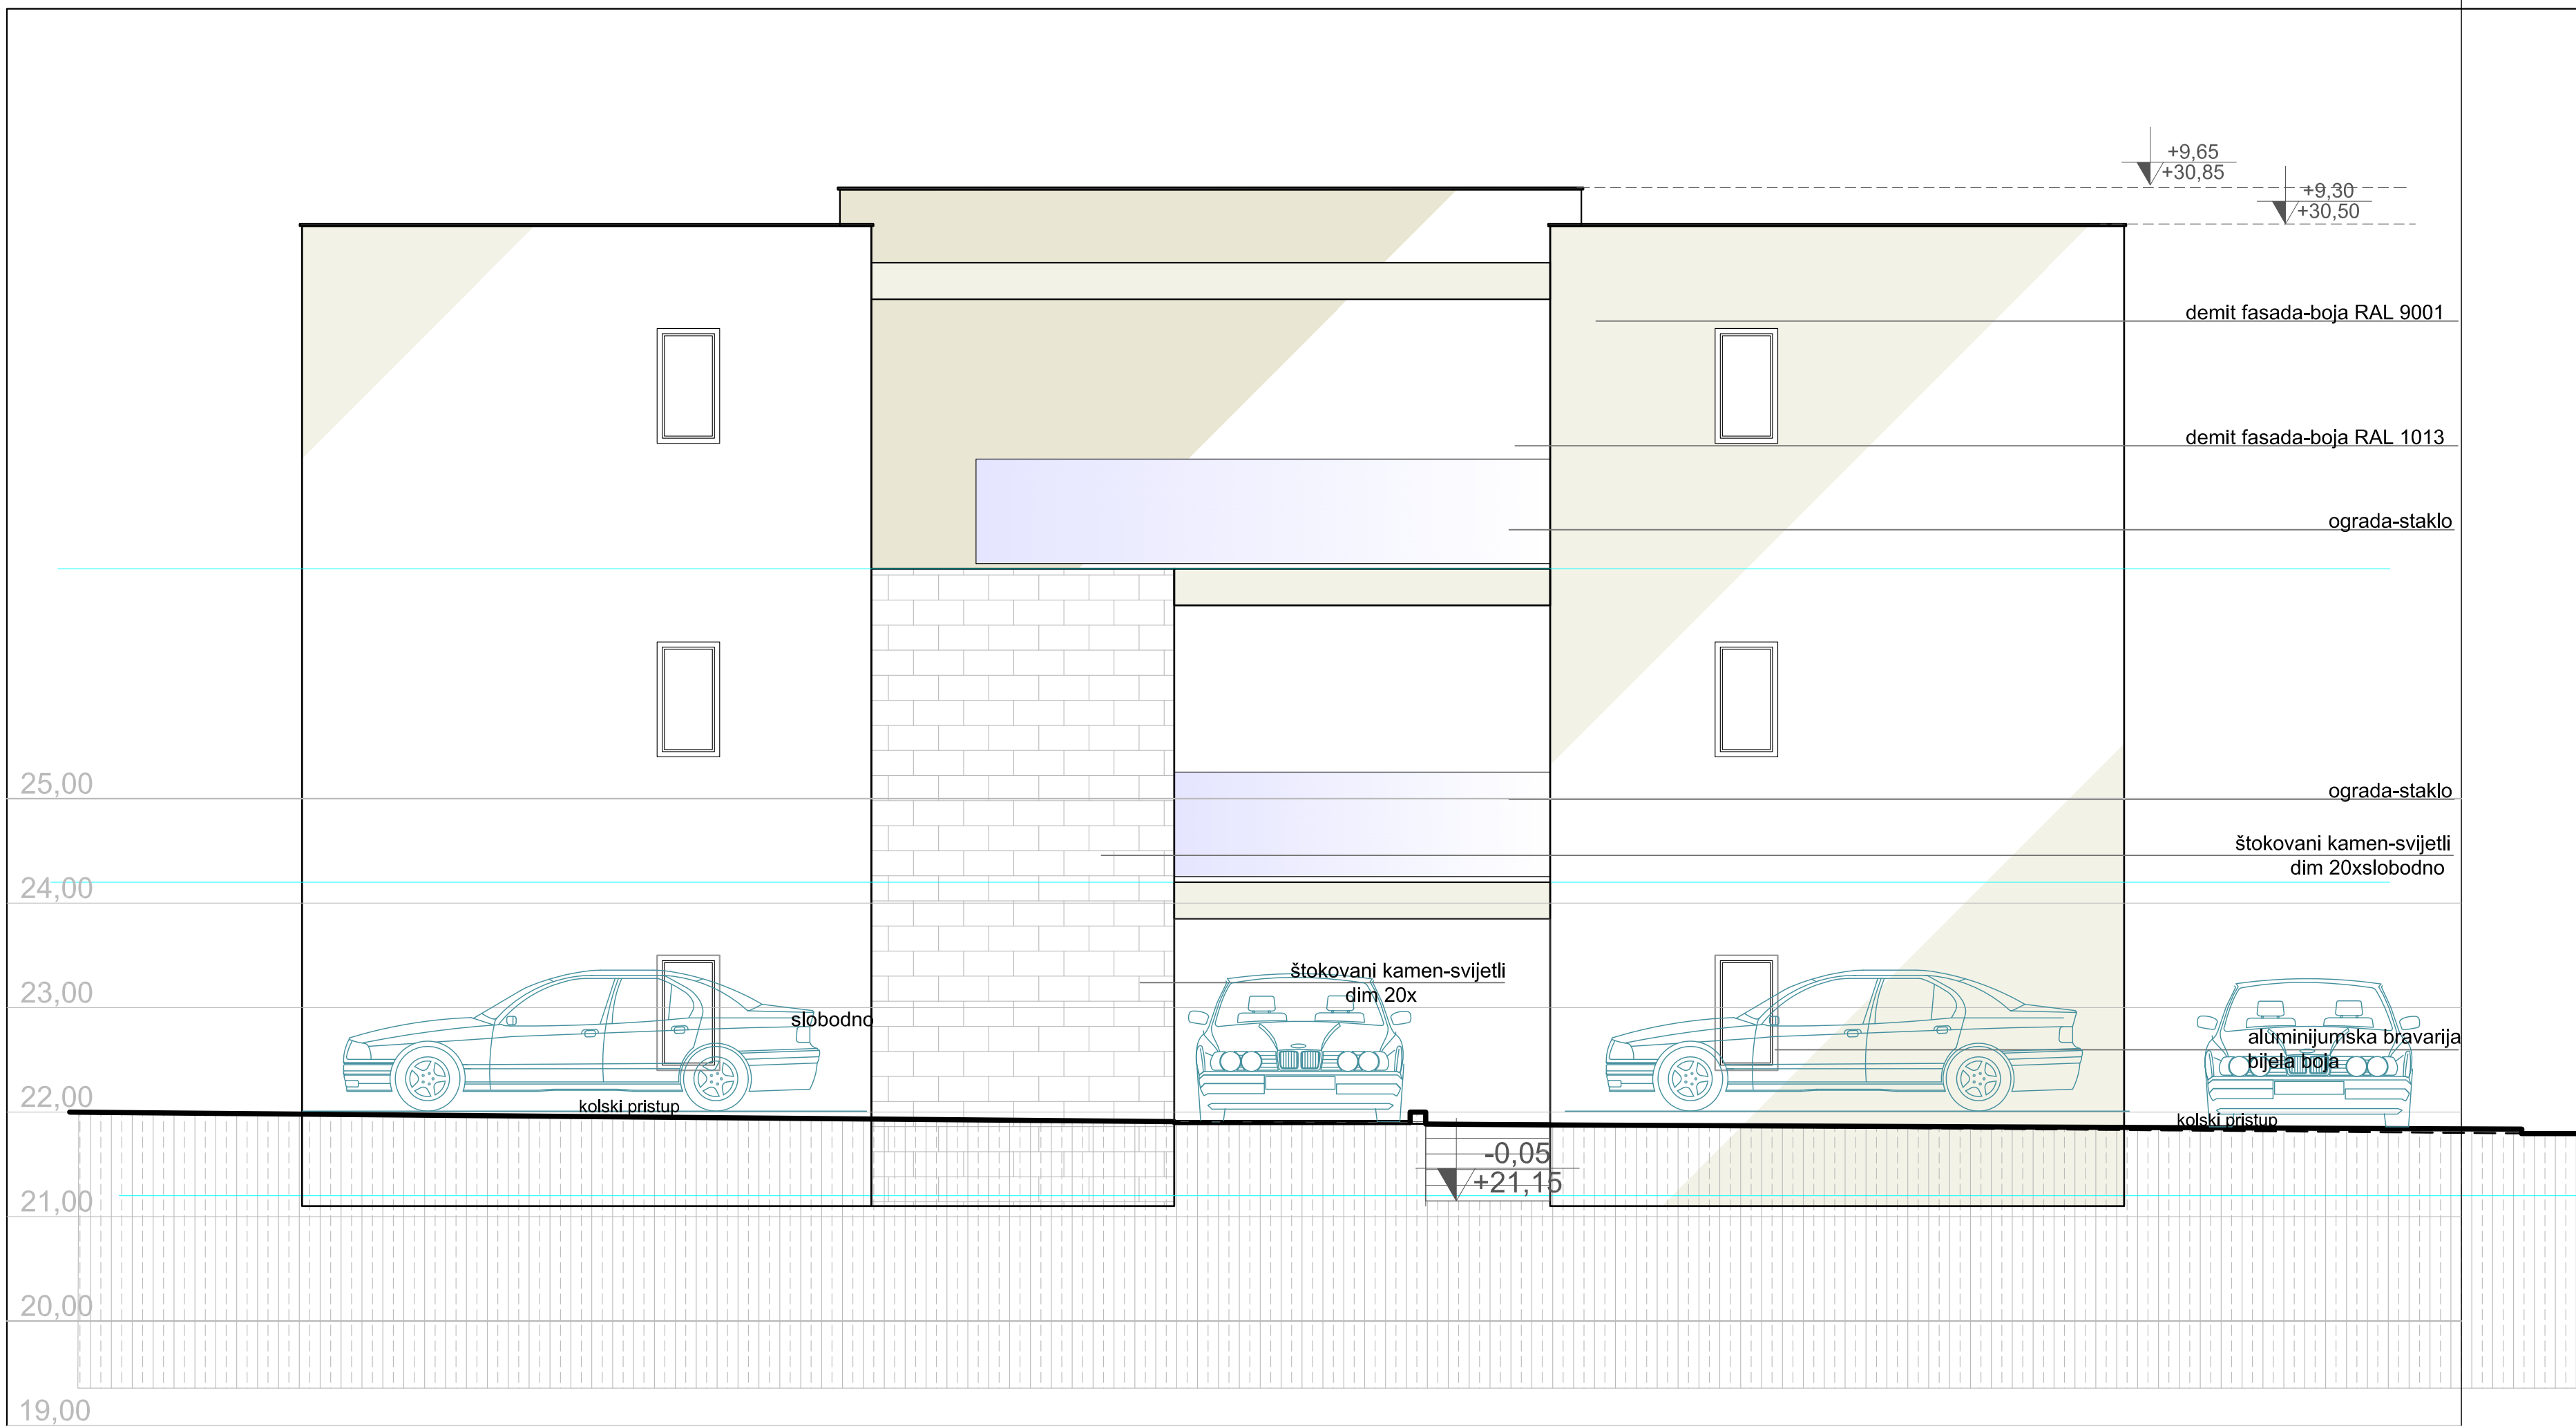 +9,65
+30,85
+9,30
+30,50
demit fasada-boja RAL 9001
demit fasada-boja RAL 1013
ograda-staklo
25,00
ograda-staklo
štokovani kamen-svijetli
dim 20xslobodno
24,00
štokovani kamen-svijetli
dim 20x
slobodno
23,00
aluminijumska bravarija
bijela boja
22,00
kolski pristup
kolski pristup
-0,05
+21,15
21,00
20,00
19,00